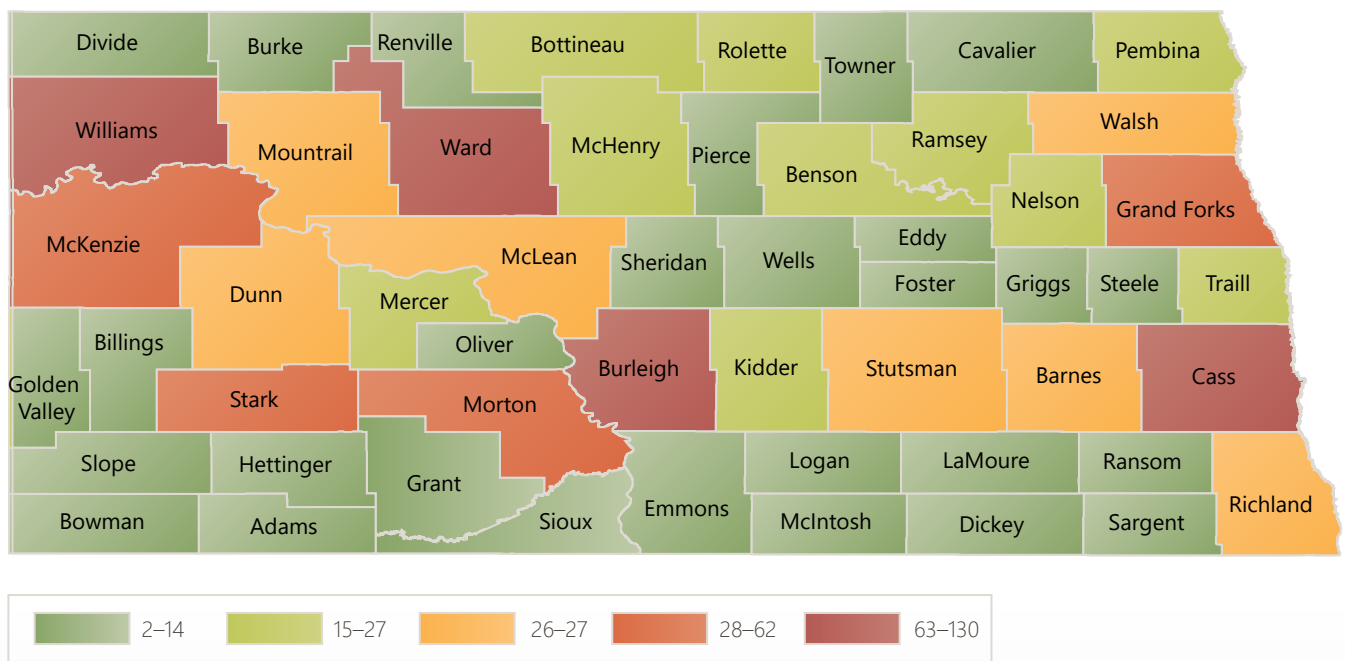 Divide
Burke
Renville
Bottineau
Rolette
Towner
Cavalier
Pembina
Williams
Mountrail
Ward
McHenry
Pierce
Benson
Ramsey
Walsh
Nelson
Grand Forks
McKenzie
Dunn
McLean
Mercer
Oliver
Sheridan
Wells
Eddy
Foster
Griggs
Steele
Traill
Golden
Valley
Billings
Stark
Morton
Burleigh
Kidder
Stutsman
Barnes
Cass
Slope
Hettinger
Grant
Sioux
Emmons
Logan
LaMoure
Ransom
Richland
Bowman
Adams
McIntosh
Dickey
Sargent
2–14
15–27
26–27
28–62
63–130